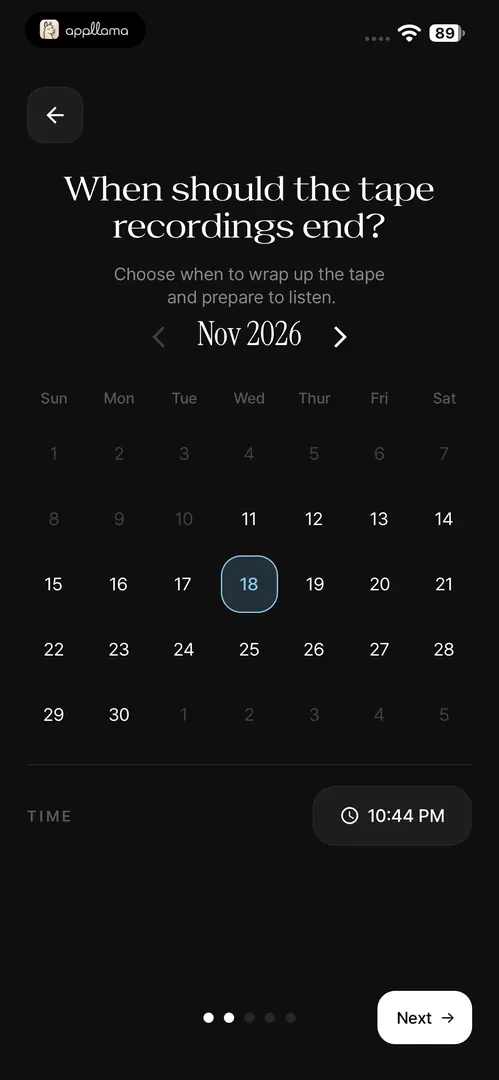 appllama
89
When should the tape
recordings end?
Choose when to wrap up the tape
and prepare to listen.
Nov 2026
Sun Mon Tue Wed Thur Fri Sat
1 2 3 4 5 6 7
8 9 10 11 12 13 14
15 16 17 18 19 20 21
22 23 24 25 26 27 28
29 30 1 2 3 4 5
TIME 10:44 PM
Next